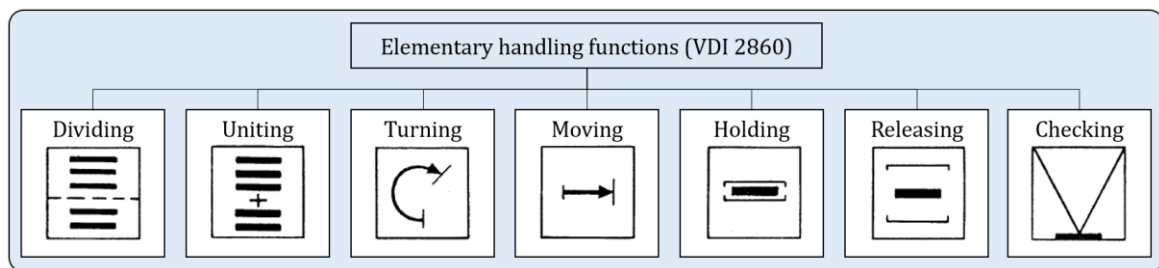 Elementary handling functions (VDI 2860)
Dividing
Uniting
Turning
Moving
Holding
Releasing
Checking